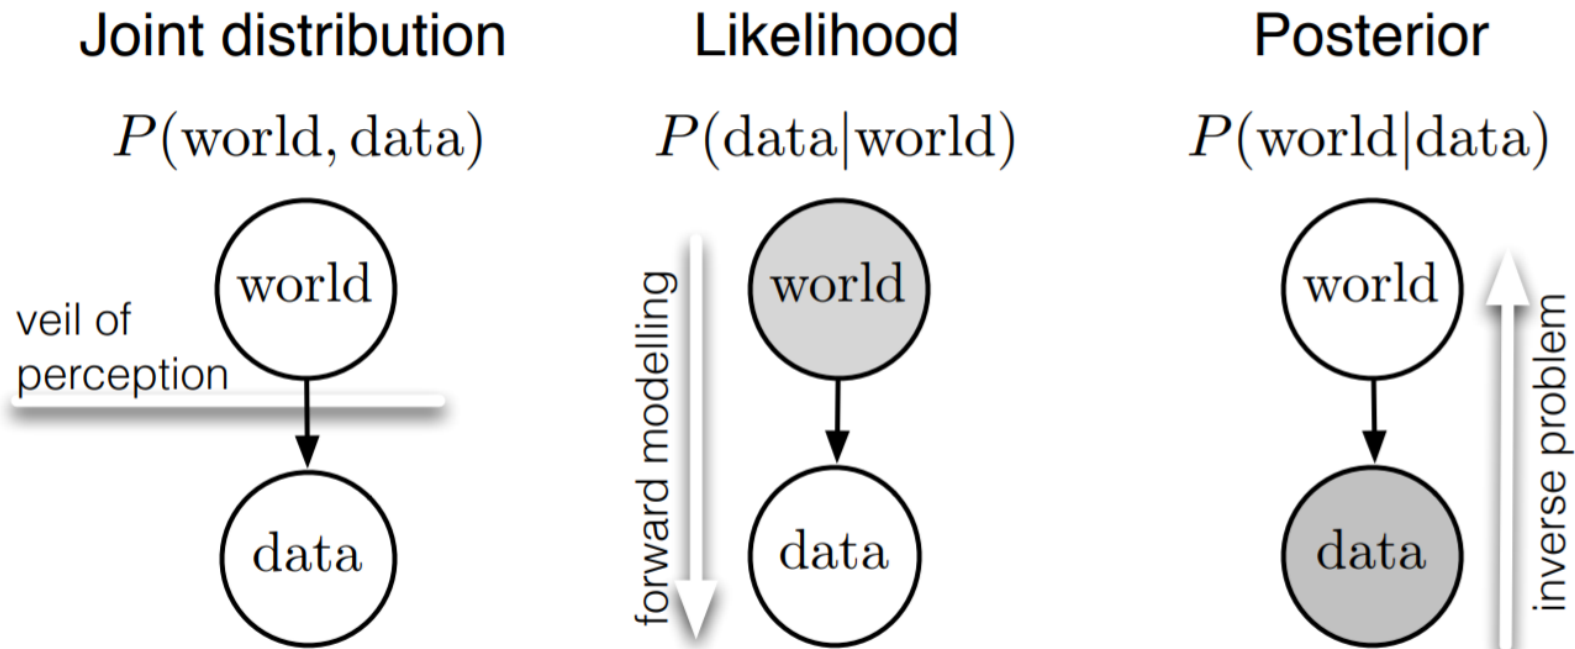 Joint distribution
P(world, data)
world
veil of
perception
data
Likelihood
P(data|world)
world
forward modelling
data
Posterior
P(world|data)
world
inverse problem
data